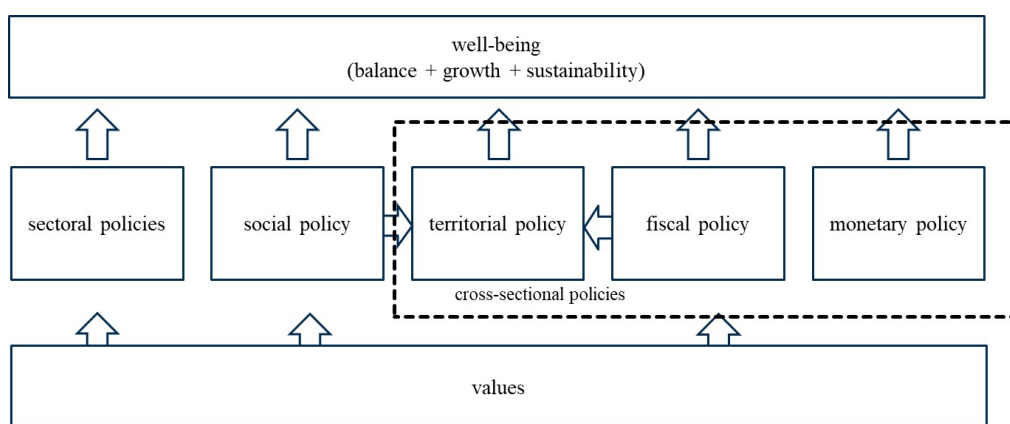 well-being
(balance + growth + sustainability)
sectoral policies
social policy
territorial policy
fiscal policy
monetary policy
cross-sectional policies
values